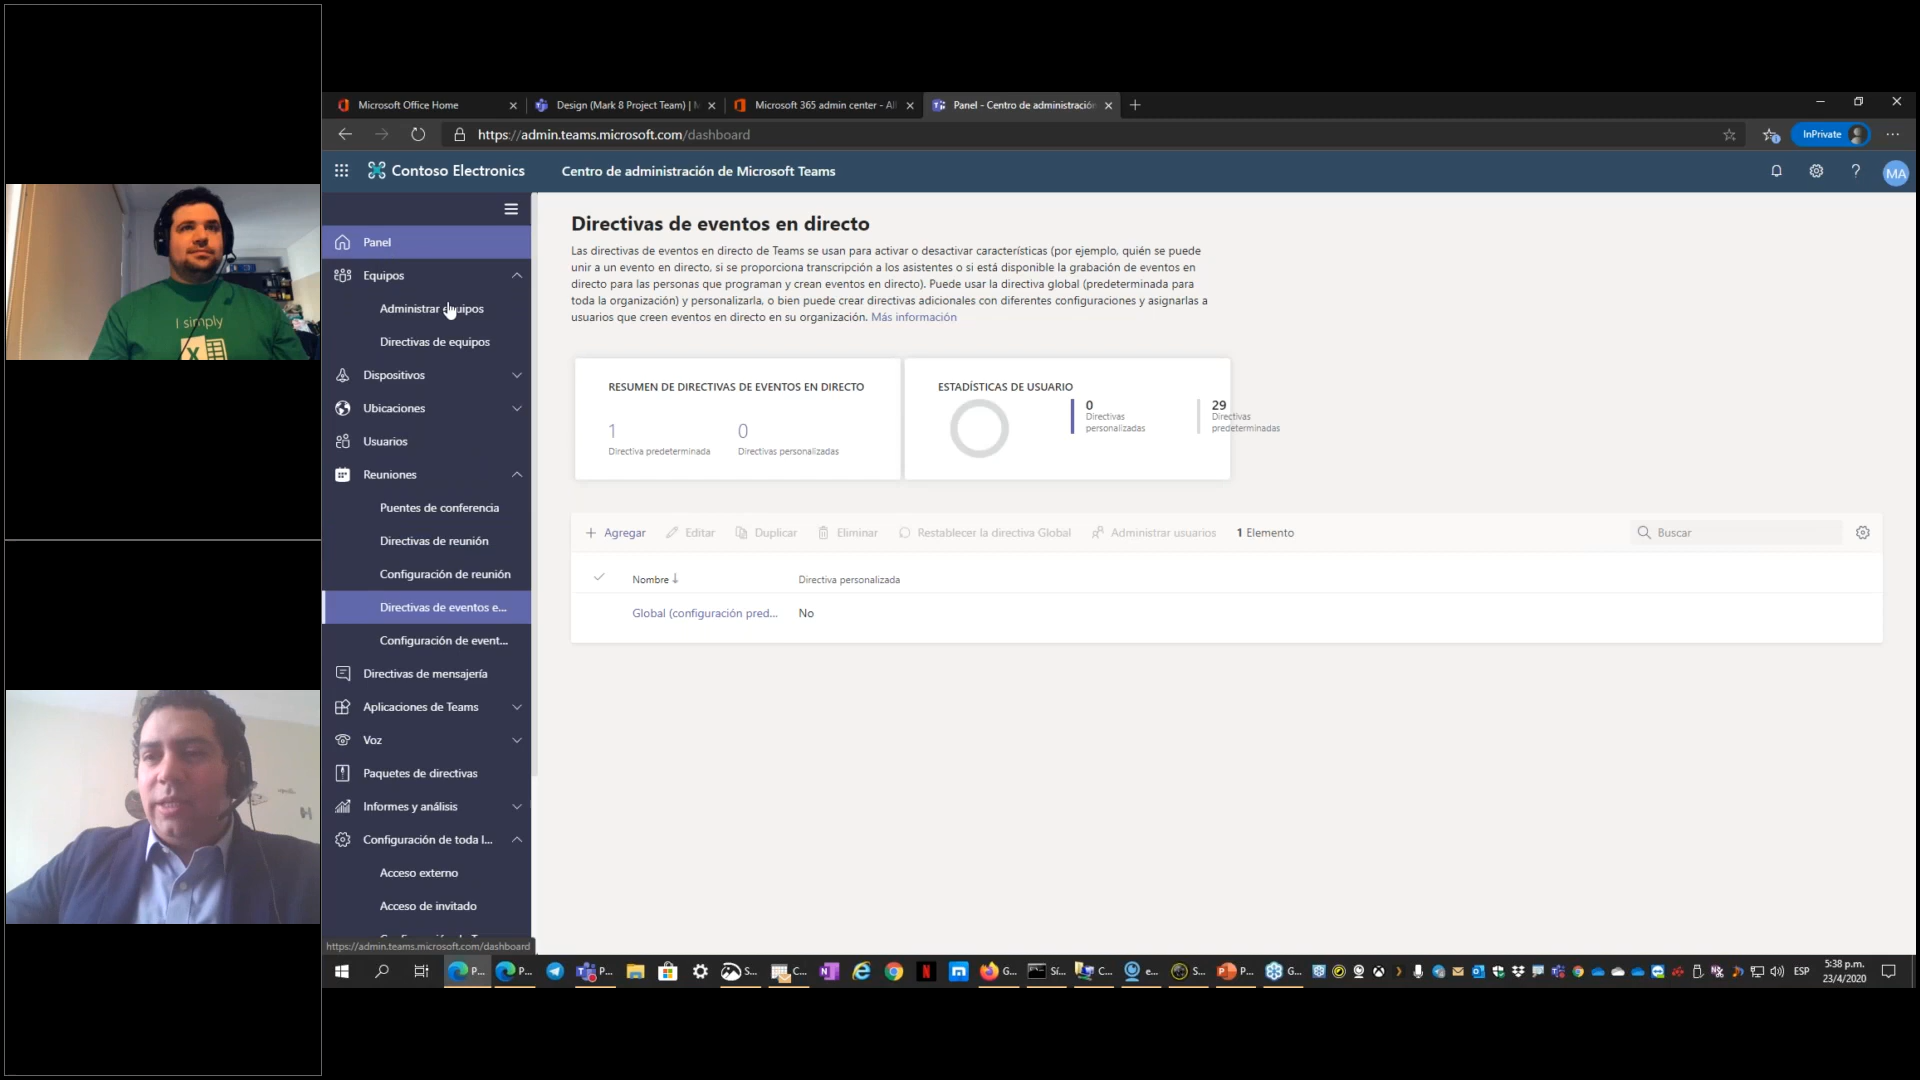 I simply
Microsoft Office Home
Design (Mark 8 Project Team) | M
Microsoft 365 admin center - Al
Panel - Centro de administración
https://admin.teams.microsoft.com/dashboard
InPrivate
Contoso Electronics
Centro de administración de Microsoft Teams
MA
Panel
Equipos
Administrar equipos
Directivas de equipos
Dispositivos
Ubicaciones
Usuarios
Reuniones
Puentes de conferencia
Directivas de reunión
Configuración de reunión
Directivas de eventos e...
Configuración de event...
Directivas de mensajería
Aplicaciones de Teams
Voz
Paquetes de directivas
Informes y análisis
Configuración de toda l...
Acceso externo
Acceso de invitado
https://admin.teams.microsoft.com/dashboard
Directivas de eventos en directo
Las directivas de eventos en directo de Teams se usan para activar o desactivar características (por ejemplo, quién se puede
unir a un evento en directo, si se proporciona transcripción a los asistentes o si está disponible la grabación de eventos en
directo para las personas que programan y crean eventos en directo). Puede usar la directiva global (predeterminada para
toda la organización) y personalizarla, o bien puede crear directivas adicionales con diferentes configuraciones y asignarlas a
usuarios que creen eventos en directo en su organización. Más información
RESUMEN DE DIRECTIVAS DE EVENTOS EN DIRECTO
1
Directiva predeterminada
0
Directivas personalizadas
ESTADÍSTICAS DE USUARIO
0
Directivas
personalizadas
29
Directivas
predeterminadas
Agregar
Editar
Duplicar
Eliminar
Restablecer la directiva Global
Administrar usuarios
1 Elemento
Buscar
Nombre
Directiva personalizada
Global (configuración pred...
No
P...
P...
P...
S...
C...
G...
Sí...
C...
e...
S...
P...
G...
ESP
5:38 p.m.
23/4/2020